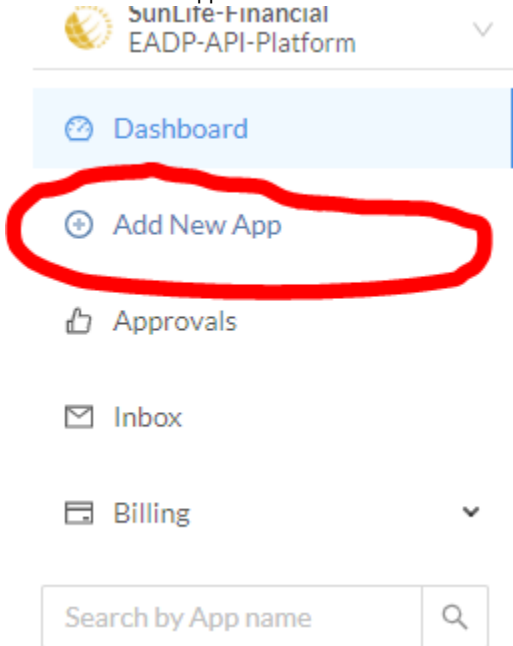 SunLife-Financial
EADP-API-Platform
Dashboard
Add New App
Approvals
Inbox
Billing
Search by App name